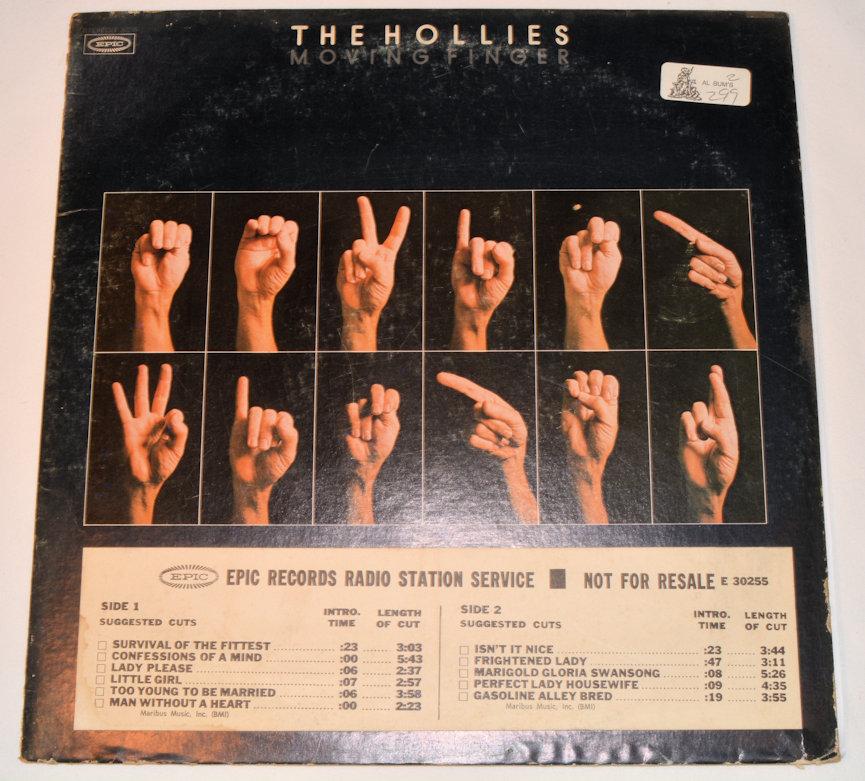 EPIC
THE HOLLIES
MOVING FINGER
AL BUM'S
2
299
EPIC EPIC RECORDS RADIO STATION SERVICE ■ NOT FOR RESALE E 30255
SIDE 1
SUGGESTED CUTS INTRO. TIME LENGTH OF CUT
SURVIVAL OF THE FITTEST :23 3:03
CONFESSIONS OF A MIND :00 5:43
LADY PLEASE :06 2:37
LITTLE GIRL :07 2:57
TOO YOUNG TO BE MARRIED :06 3:58
MAN WITHOUT A HEART :00 2:23
Maribus Music, Inc. (BMI)
SIDE 2
SUGGESTED CUTS INTRO. TIME LENGTH OF CUT
ISN'T IT NICE :23 3:44
FRIGHTENED LADY :47 3:11
MARIGOLD GLORIA SWANSONG :08 5:26
PERFECT LADY HOUSEWIFE :09 4:35
GASOLINE ALLEY BRED :19 3:55
Maribus Music, Inc. (BMI)